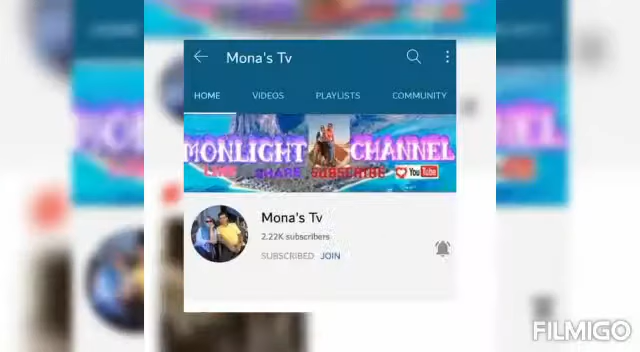 Mona's Tv
HOME VIDEOS PLAYLISTS COMMUNITY
MONLIGHT CHANNEL
LIKE SHARE SUBSCRIBE YouTube
Mona's Tv
2.22K subscribers
SUBSCRIBED JOIN
FILMIGO